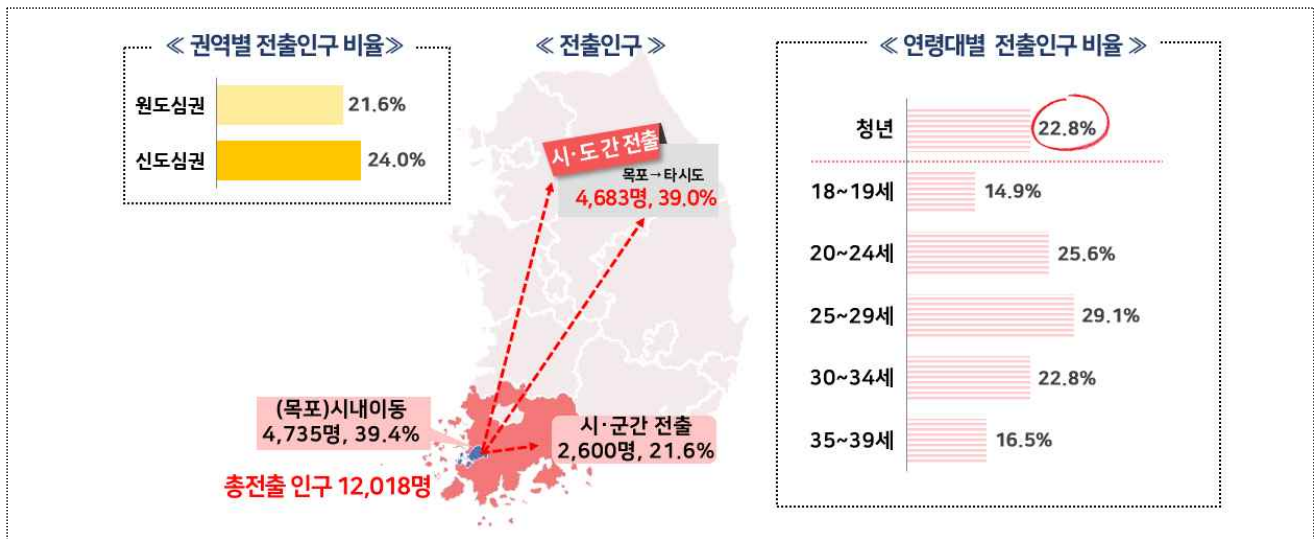 ≪ 권역별 전출인구 비율≫
원도심권
21.6%
신도심권
24.0%
≪ 전출인구 ≫
시·도 간 전출
목포→타시도
4,683명, 39.0%
(목포)시내이동
4,735명, 39.4%
시·군간 전출
2,600명, 21.6%
총전출 인구 12,018명
≪ 연령대별 전출인구 비율 ≫
청년
22.8%
18~19세
14.9%
20~24세
25.6%
25~29세
29.1%
30~34세
22.8%
35~39세
16.5%